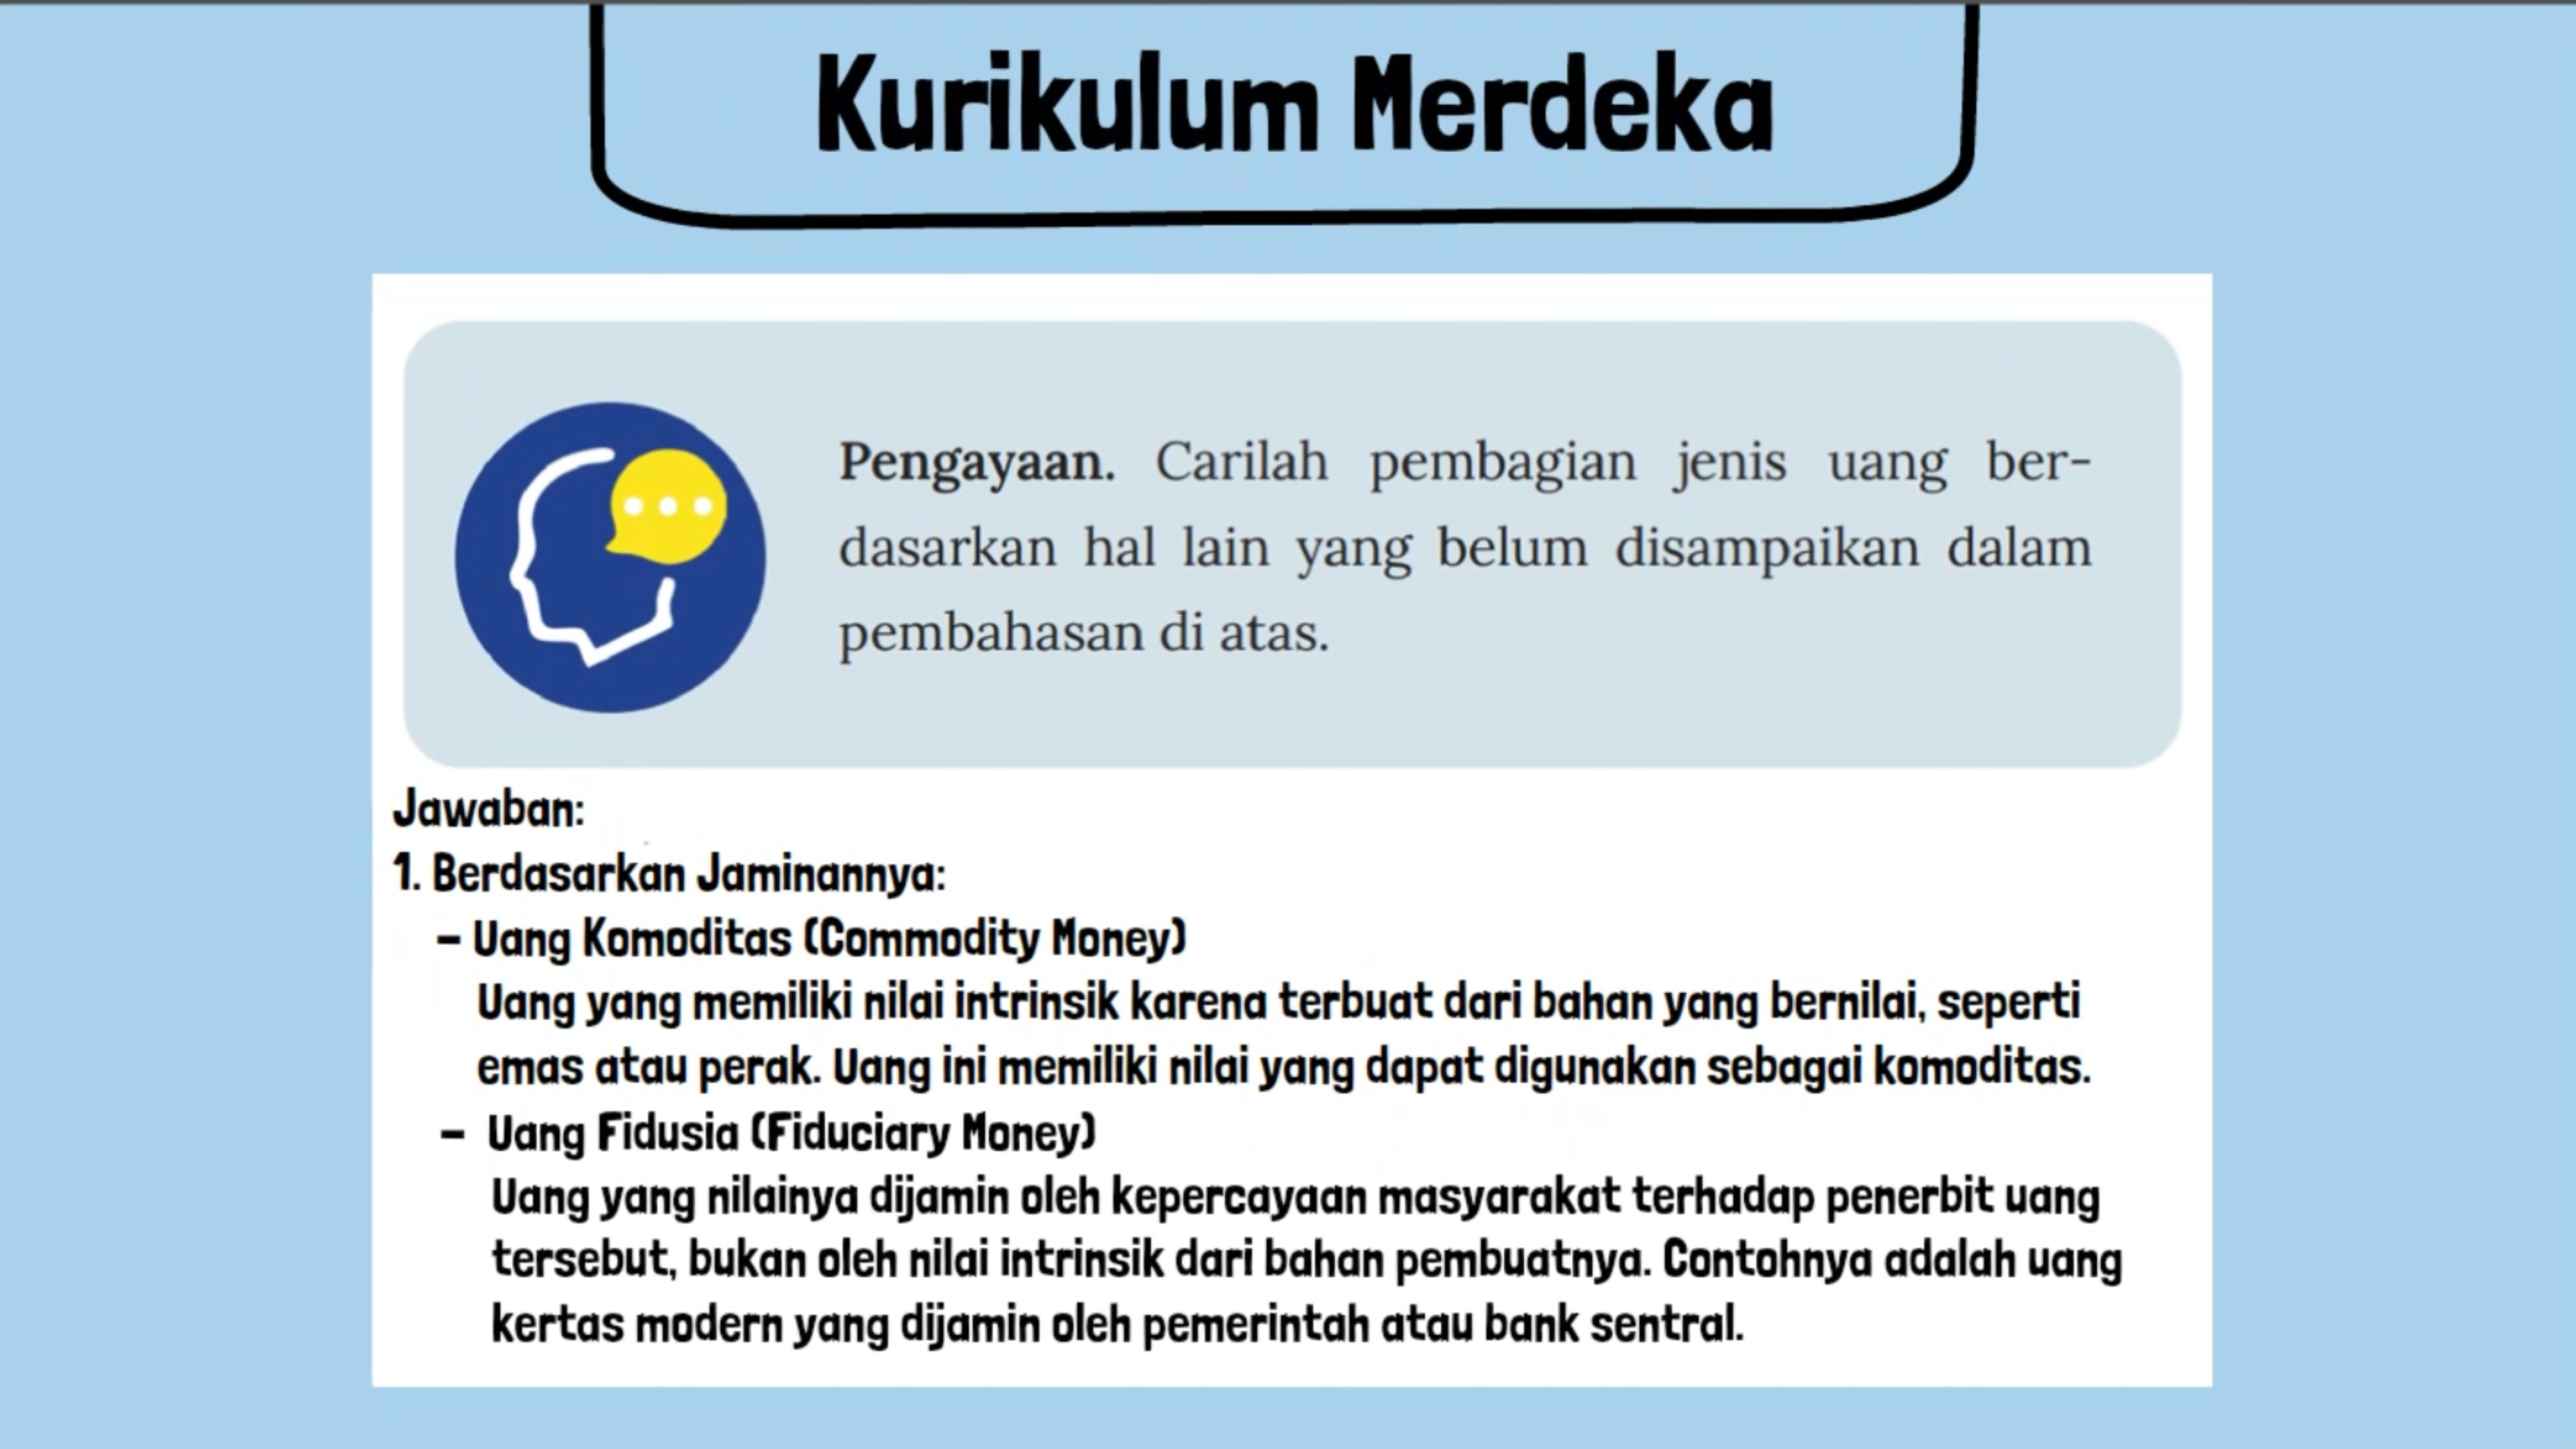 Kurikulum Merdeka
Pengayaan. Carilah pembagian jenis uang ber-
dasarkan hal lain yang belum disampaikan dalam
pembahasan di atas.
Jawaban:
1. Berdasarkan Jaminannya:
– Uang Komoditas (Commodity Money)
Uang yang memiliki nilai intrinsik karena terbuat dari bahan yang bernilai, seperti
emas atau perak. Uang ini memiliki nilai yang dapat digunakan sebagai komoditas.
– Uang Fidusia (Fiduciary Money)
Uang yang nilainya dijamin oleh kepercayaan masyarakat terhadap penerbit uang
tersebut, bukan oleh nilai intrinsik dari bahan pembuatnya. Contohnya adalah uang
kertas modern yang dijamin oleh pemerintah atau bank sentral.